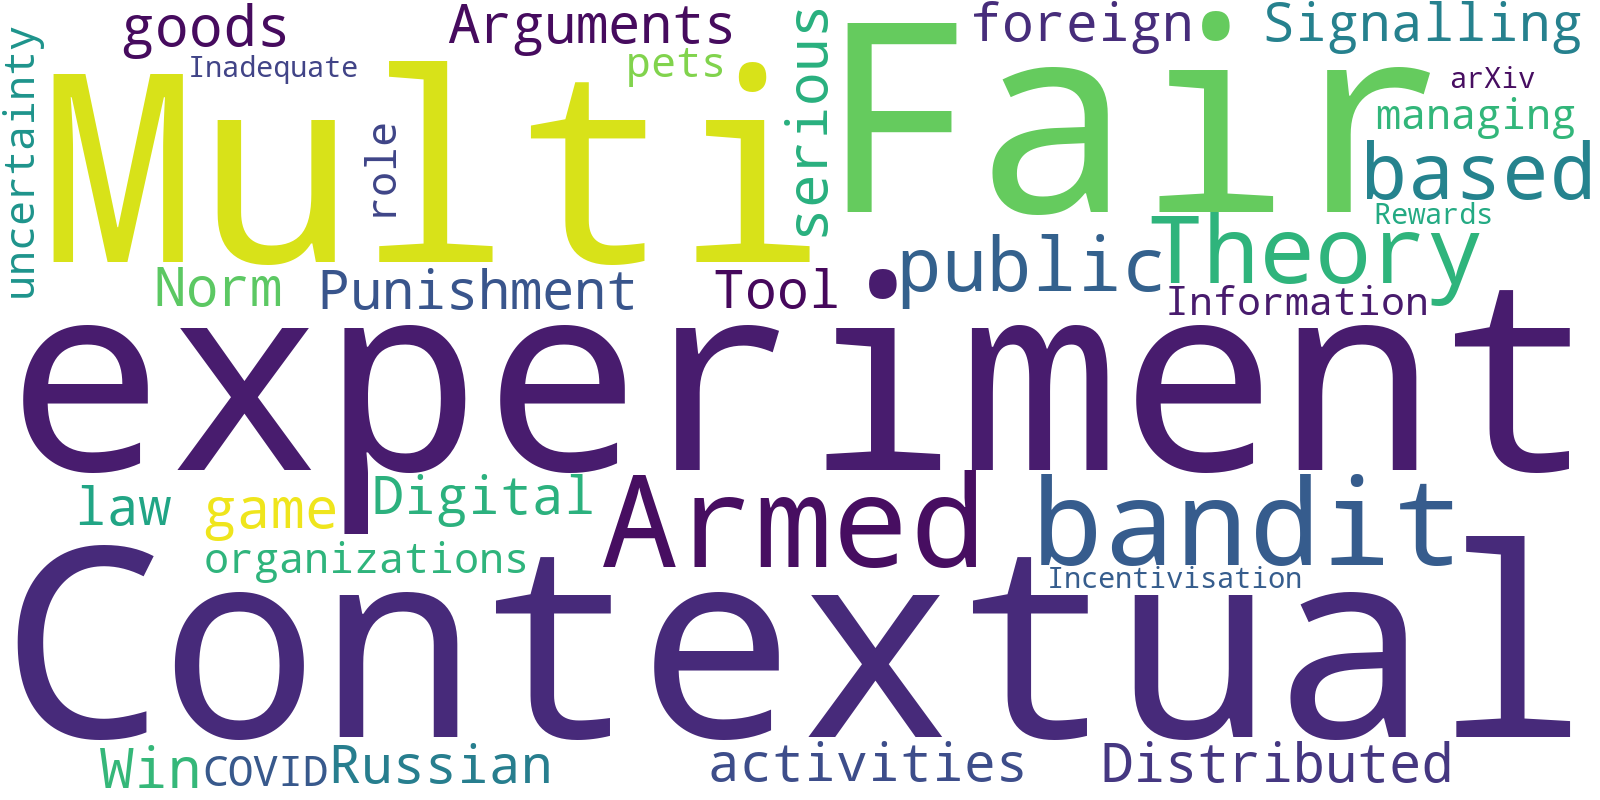 goods
Arguments
foreign
Signalling
uncertainty
Inadequate
pets
serious
arXiv
Multi
Fair
managing
role
based
Rewards
Theory
Norm
Punishment
Tool
public
Information
experiment
law
game
Digital
Armed
bandit
organizations
Incentivisation
Contextual
Win
COVID
Russian
activities
Distributed